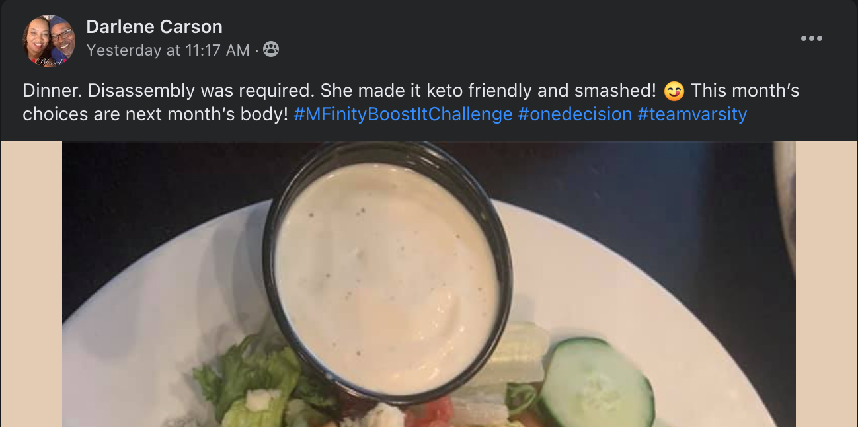 Darlene Carson
Yesterday at 11:17 AM ·
Dinner. Disassembly was required. She made it keto friendly and smashed! 😋 This month's
choices are next month's body! #MFinityBoostItChallenge #onedecision #teamvarsity